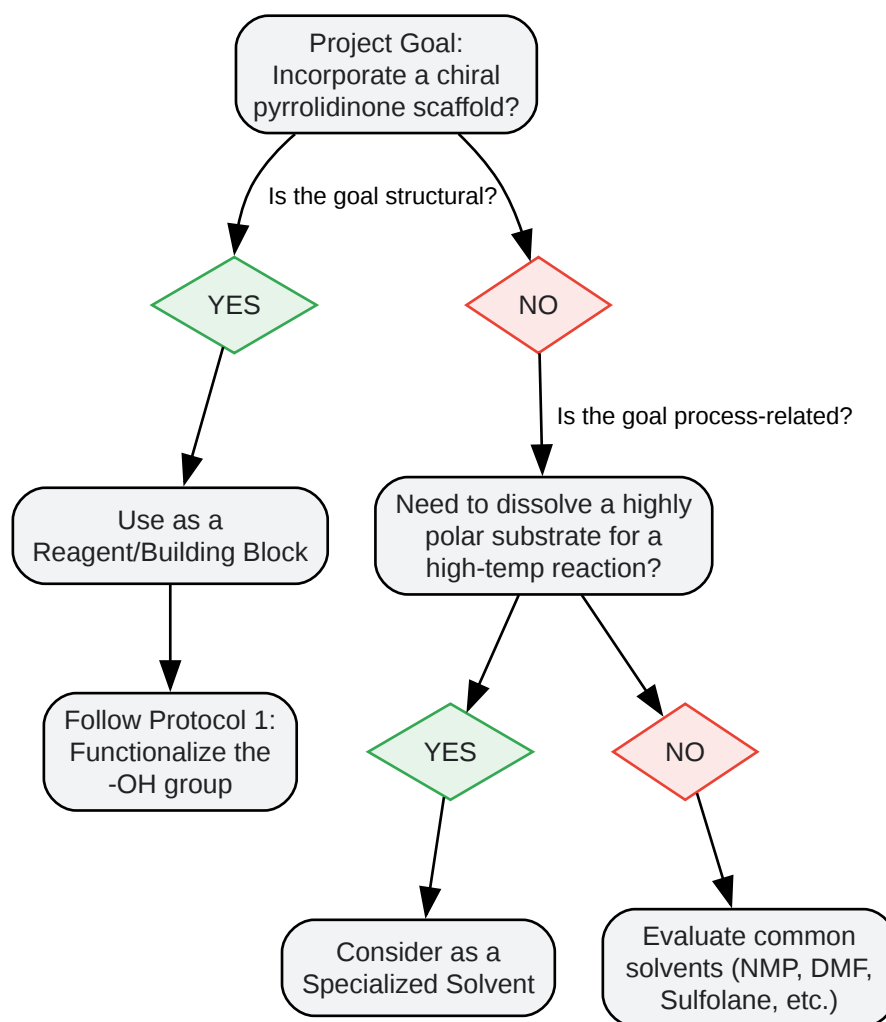 Project Goal:
Incorporate a chiral
pyrrolidinone scaffold?
Is the goal structural?
YES
NO
Is the goal process-related?
Use as a
Reagent/Building Block
Need to dissolve a highly
polar substrate for a
high-temp reaction?
Follow Protocol 1:
Functionalize the
-OH group
YES
NO
Consider as a
Specialized Solvent
Evaluate common
solvents (NMP, DMF,
Sulfolane, etc.)